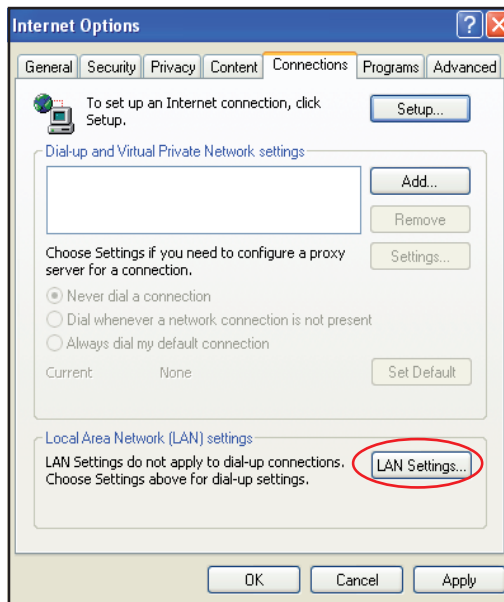 Internet Options
General Security Privacy Content Connections Programs Advanced
To set up an Internet connection, click
Setup.
Setup...
Dial-up and Virtual Private Network settings
Add...
Remove
Choose Settings if you need to configure a proxy
server for a connection.
Settings...
Never dial a connection
Dial whenever a network connection is not present
Always dial my default connection
Current None
Set Default
Local Area Network (LAN) settings
LAN Settings do not apply to dial-up connections.
Choose Settings above for dial-up settings.
LAN Settings...
OK Cancel Apply